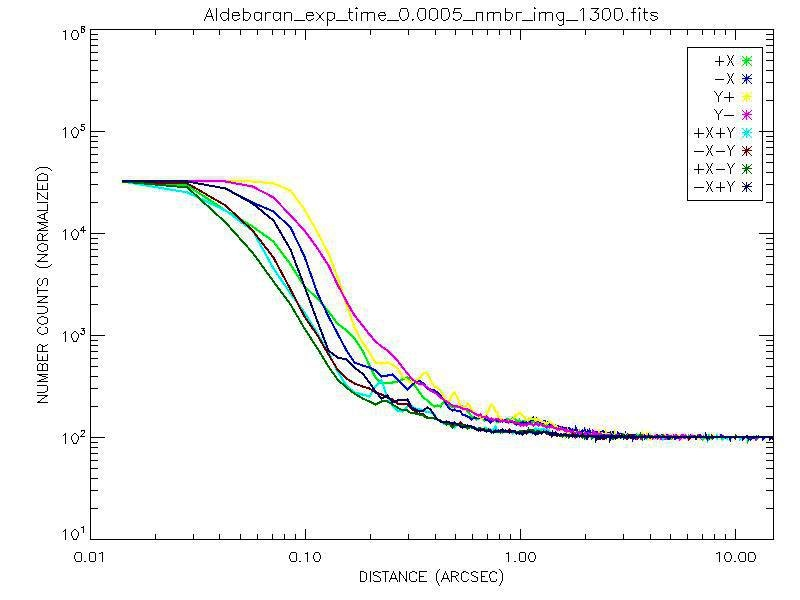 Aldebaran_exp_time_0.0005_nmbr_img_1300.fits
10^6
10^5
10^4
10^3
10^2
10^1
NUMBER COUNTS (NORMALIZED)
+X
-X
Y+
Y-
+X+Y
-X-Y
+X-Y
-X+Y
0.01 0.10 1.00 10.00
DISTANCE (ARCSEC)